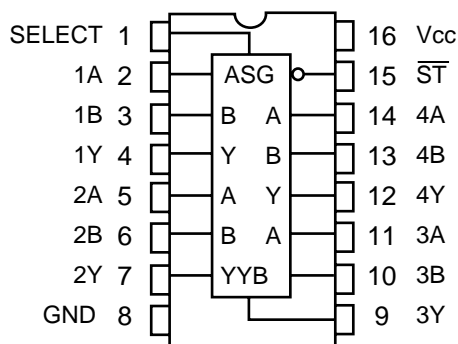 SELECT 1 16 Vcc
1A 2 ASG 15 S̅T̅
1B 3 B A 14 4A
1Y 4 Y B 13 4B
2A 5 A Y 12 4Y
2B 6 B A 11 3A
2Y 7 YYB 10 3B
GND 8 9 3Y